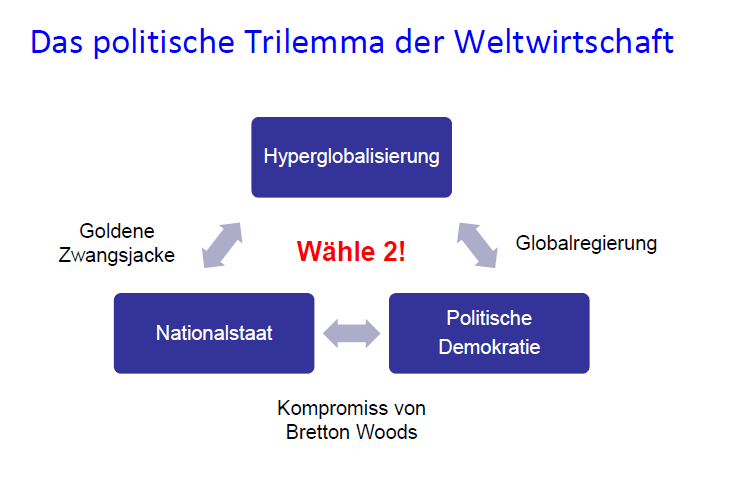 Das politische Trilemma der Weltwirtschaft
Hyperglobalisierung
Goldene
Zwangsjacke
Wähle 2!
Globalregierung
Nationalstaat
Politische
Demokratie
Kompromiss von
Bretton Woods